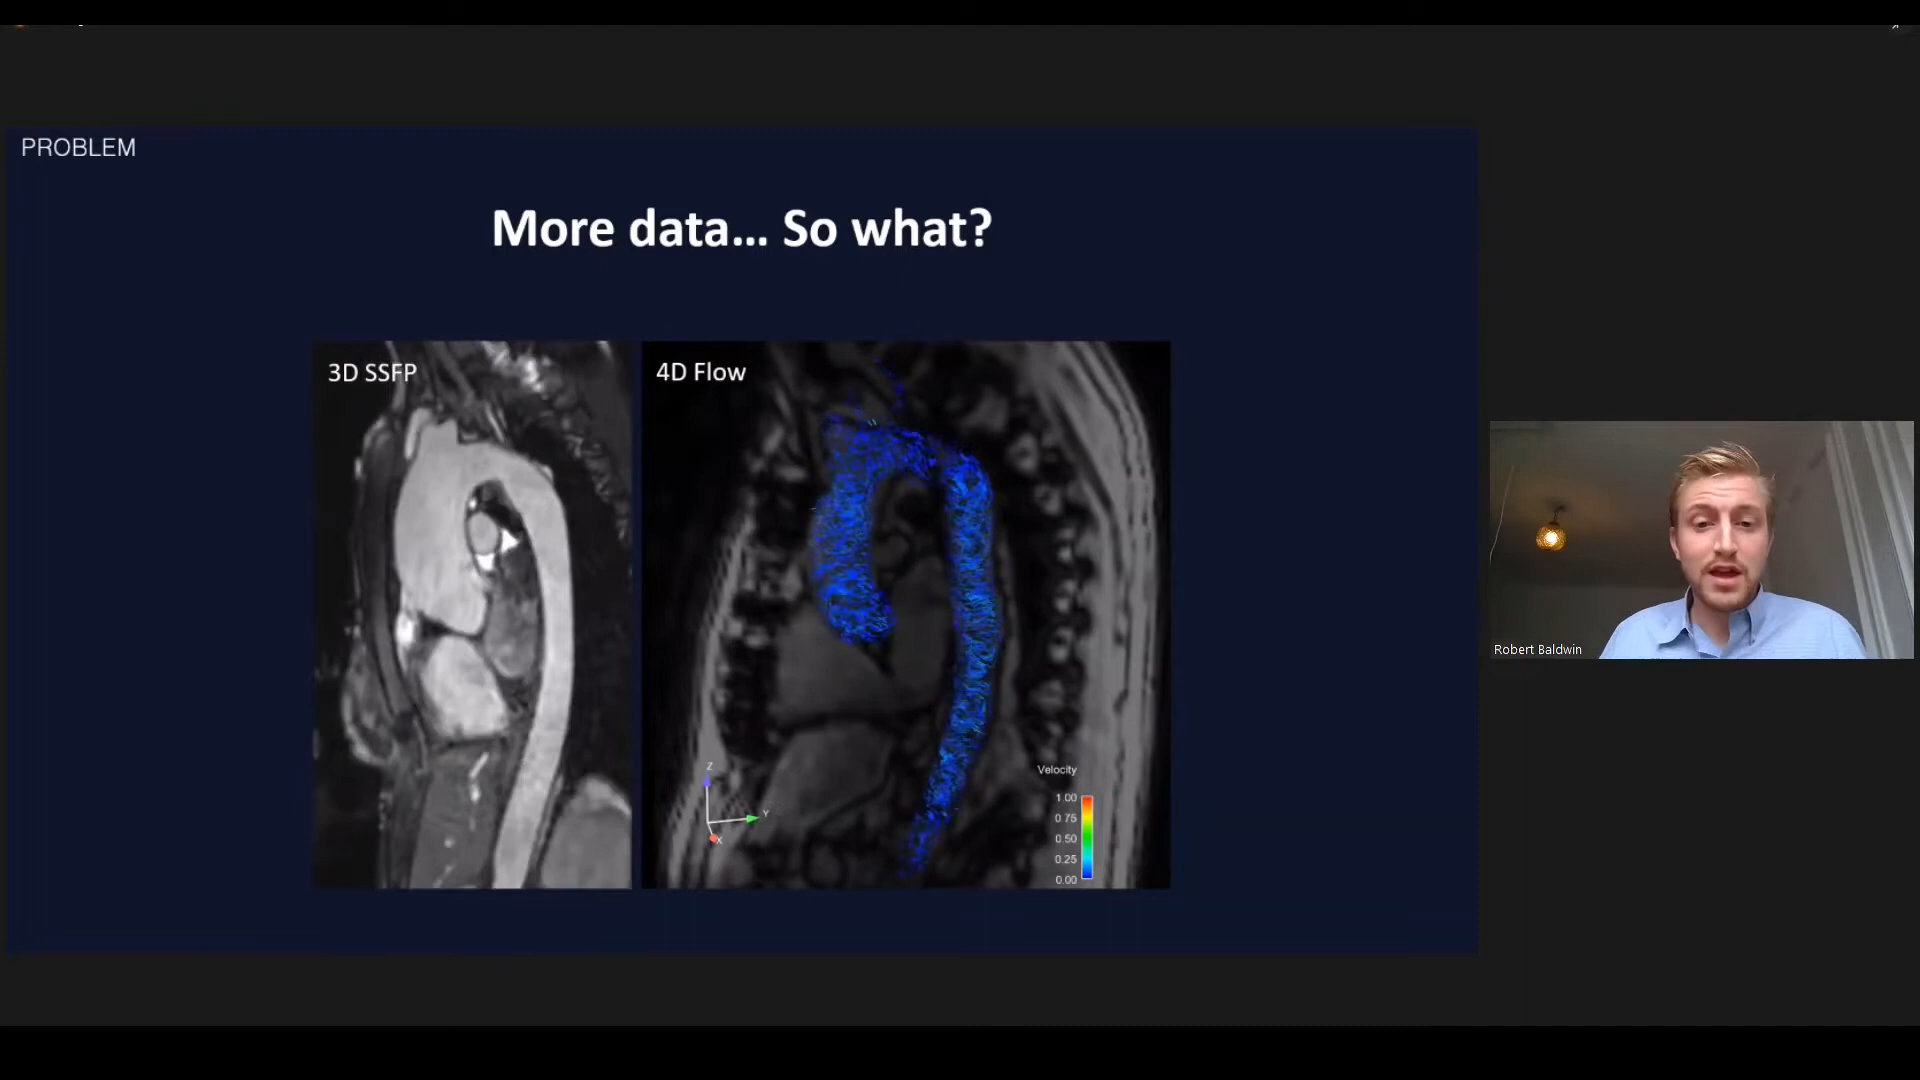 PROBLEM
More data... So what?
3D SSFP
4D Flow
Z
Y
X
Velocity
1.00
0.75
0.50
0.25
0.00
Robert Baldwin